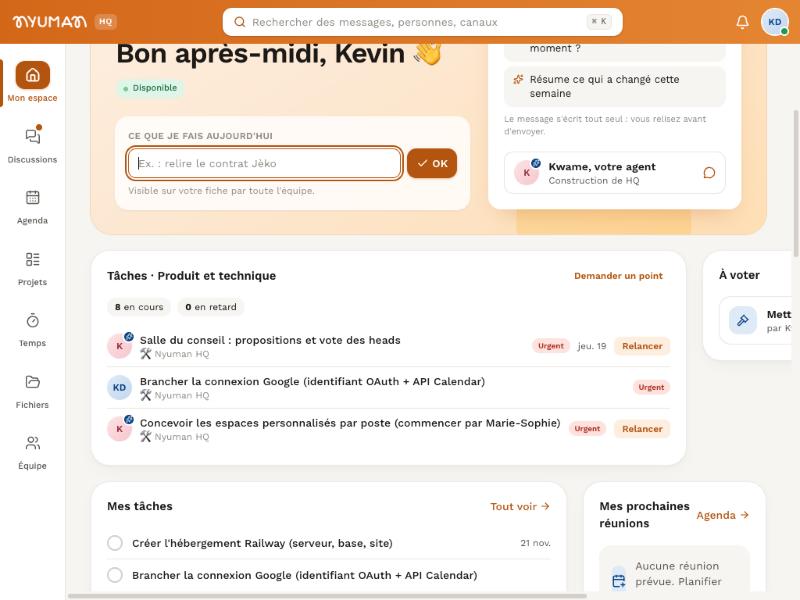 NYUMAN HQ
Rechercher des messages, personnes, canaux
⌘ K
KD
Mon espace
Discussions
Agenda
Projets
Temps
Fichiers
Équipe
Bon après-midi, Kevin 👋
Disponible
CE QUE JE FAIS AUJOURD'HUI
Ex. : relire le contrat Jèko
OK
Visible sur votre fiche par toute l'équipe.
moment ?
Résume ce qui a changé cette
semaine
Le message s'écrit tout seul : vous relisez avant
d'envoyer.
K
Kwame, votre agent
Construction de HQ
Tâches · Produit et technique
Demander un point
8 en cours
0 en retard
K
Salle du conseil : propositions et vote des heads
🛠 Nyuman HQ
Urgent
jeu. 19
Relancer
KD
Brancher la connexion Google (identifiant OAuth + API Calendar)
🛠 Nyuman HQ
Urgent
K
Concevoir les espaces personnalisés par poste (commencer par Marie-Sophie)
🛠 Nyuman HQ
Urgent
Relancer
À voter
Mett
par K
Mes tâches
Tout voir →
Créer l'hébergement Railway (serveur, base, site)
21 nov.
Brancher la connexion Google (identifiant OAuth + API Calendar)
Mes prochaines
réunions
Agenda →
Aucune réunion
prévue. Planifier